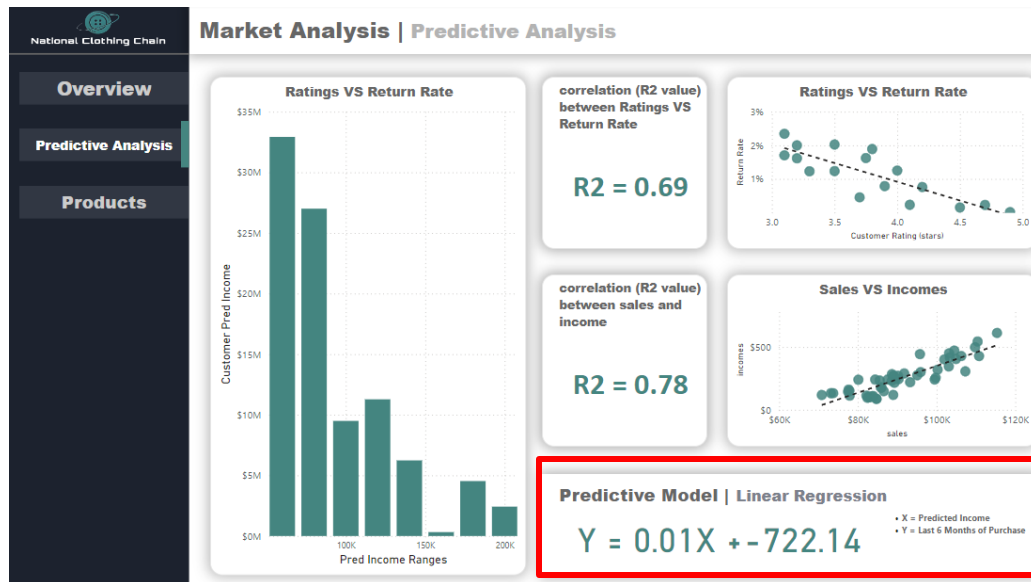 National Clothing Chain
Market Analysis | Predictive Analysis
Overview
Predictive Analysis
Products
Ratings VS Return Rate
$35M
$30M
$25M
$20M
$15M
$10M
$5M
$0M
Customer Pred Income
100K
150K
200K
Pred Income Ranges
correlation (R2 value)
between Ratings VS
Return Rate
R2 = 0.69
Ratings VS Return Rate
3%
2%
1%
Return Rate
3.0
3.5
4.0
4.5
5.0
Customer Rating (stars)
correlation (R2 value)
between sales and
income
R2 = 0.78
Sales VS Incomes
$500
$0
incomes
$60K
$80K
$100K
$120K
sales
Predictive Model | Linear Regression
Y = 0.01X + -722.14
• X = Predicted Income
• Y = Last 6 Months of Purchase